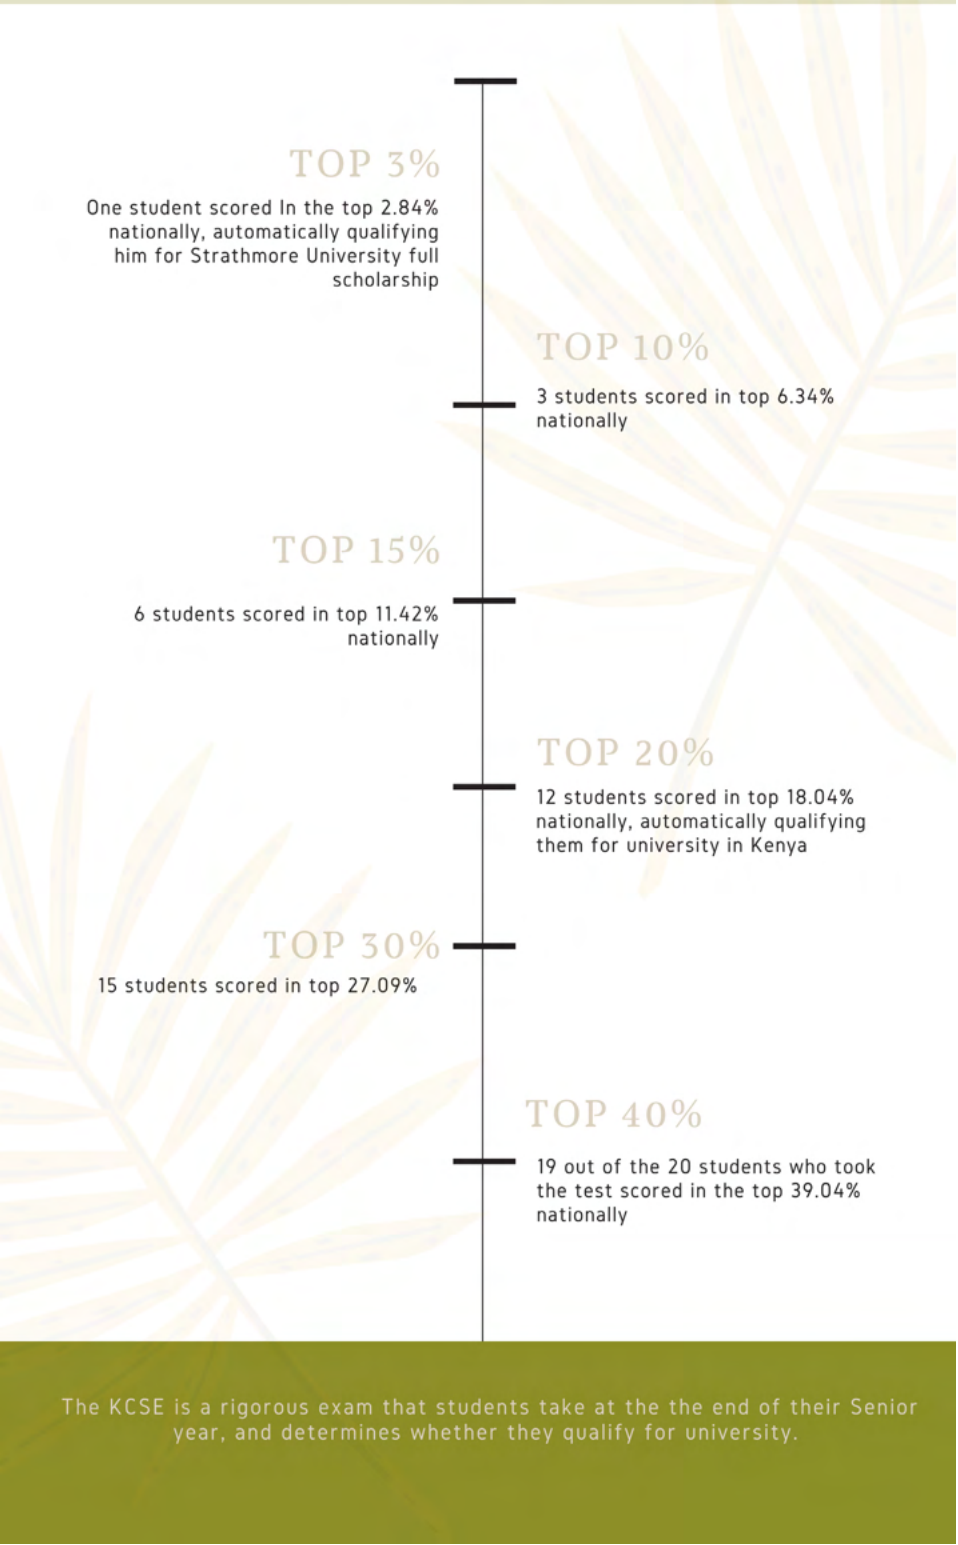 TOP 3%
One student scored In the top 2.84%
nationally, automatically qualifying
him for Strathmore University full
scholarship
TOP 10%
3 students scored in top 6.34%
nationally
TOP 15%
6 students scored in top 11.42%
nationally
TOP 20%
12 students scored in top 18.04%
nationally, automatically qualifying
them for university in Kenya
TOP 30%
15 students scored in top 27.09%
TOP 40%
19 out of the 20 students who took
the test scored in the top 39.04%
nationally
The KCSE is a rigorous exam that students take at the the end of their Senior
year, and determines whether they qualify for university.